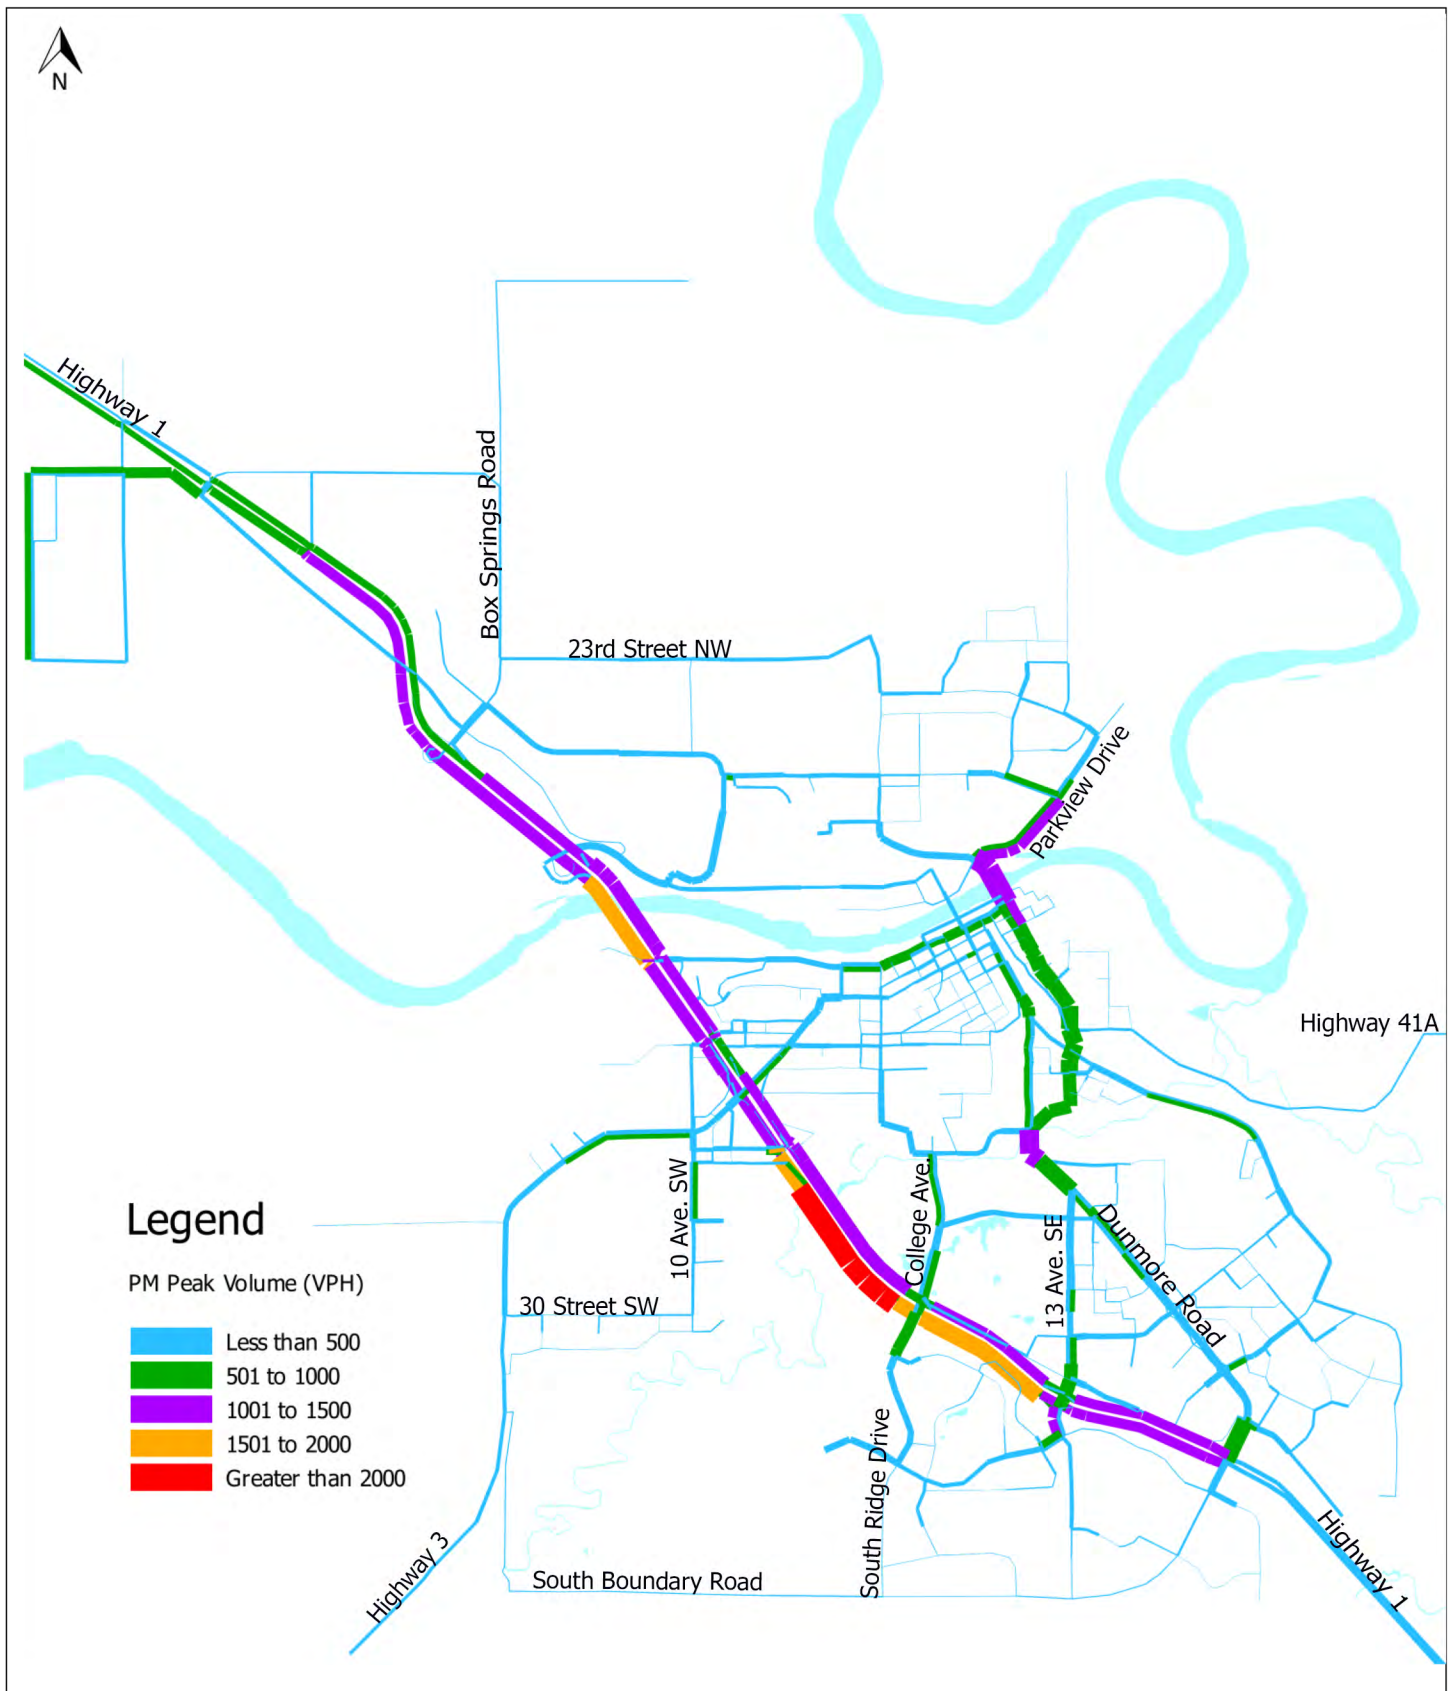 N
Highway 1
Box Springs Road
23rd Street NW
Parkview Drive
Highway 41A
10 Ave. SW
College Ave.
13 Ave. SE
Dunmore Road
30 Street SW
South Ridge Drive
Highway 3
South Boundary Road
Highway 1
Legend
PM Peak Volume (VPH)
Less than 500
501 to 1000
1001 to 1500
1501 to 2000
Greater than 2000